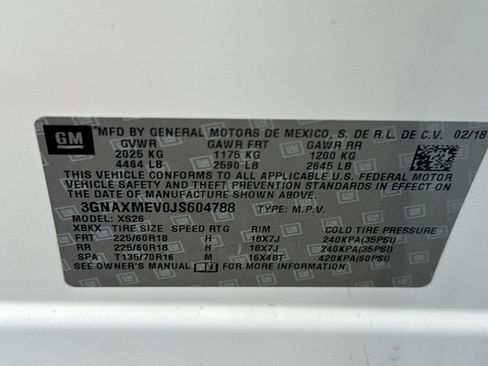 GM MFD BY GENERAL MOTORS DE MEXICO, S. DE R.L. DE C.V. 02/18
GVWR GAWR FRT GAWR RR
2025 KG 1175 KG 1200 KG
4464 LB 2590 LB 2645 LB
THIS VEHICLE CONFORMS TO ALL APPLICABLE U.S. FEDERAL MOTOR
VEHICLE SAFETY AND THEFT PREVENTION STANDARDS IN
EFFECT ON THE DATE OF MANUFACTURE SHOWN ABOVE.
3GNAXMEV0JS604788 TYPE: M.P.V.
MODEL: XS26
XBKX TIRE SIZE SPEED RTG RIM COLD TIRE PRESSURE
FRT 225/60R18 H 18X7J 240KPA(35PSI)
RR 225/60R18 H 18X7J 240KPA(35PSI)
SPA T135/70R16 M 16X4BT 420KPA(60PSI)
SEE OWNER'S MANUAL